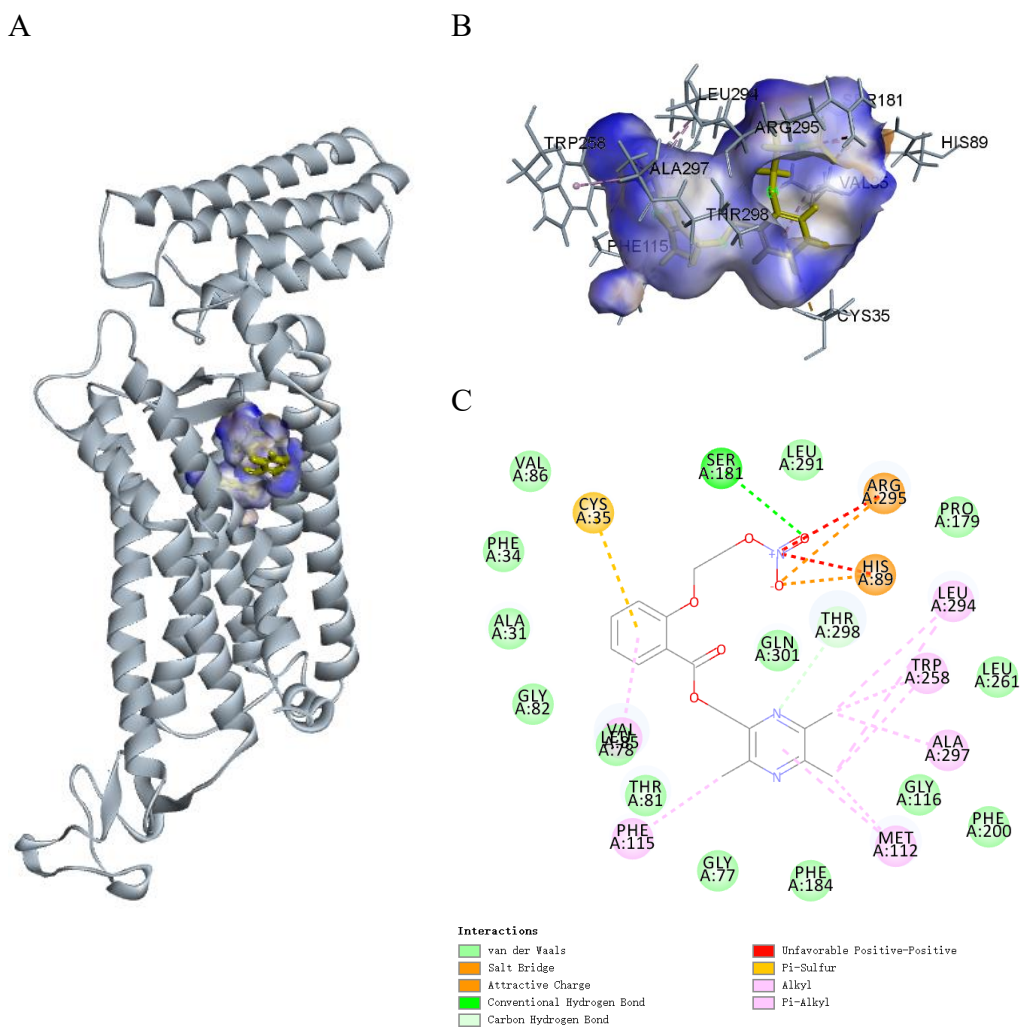 A
B
LEU294
TRP258
ARG295
R181
HIS89
ALA297
THR298
PHE115
CYS35
C
VAL
A:86
CYS
A:35
SER
A:181
LEU
A:291
ARG
A:295
PRO
A:179
PHE
A:34
HIS
A:89
LEU
A:294
ALA
A:31
GLN
A:301
THR
A:298
TRP
A:258
LEU
A:261
GLY
A:82
VAL
A:85
A:78
ALA
A:297
THR
A:81
GLY
A:116
PHE
A:200
PHE
A:115
MET
A:112
GLY
A:77
PHE
A:184
O
N
+
O
O
-
O
O
O
N
N
Interactions
van der Waals
Salt Bridge
Attractive Charge
Conventional Hydrogen Bond
Carbon Hydrogen Bond
Unfavorable Positive-Positive
Pi-Sulfur
Alkyl
Pi-Alkyl